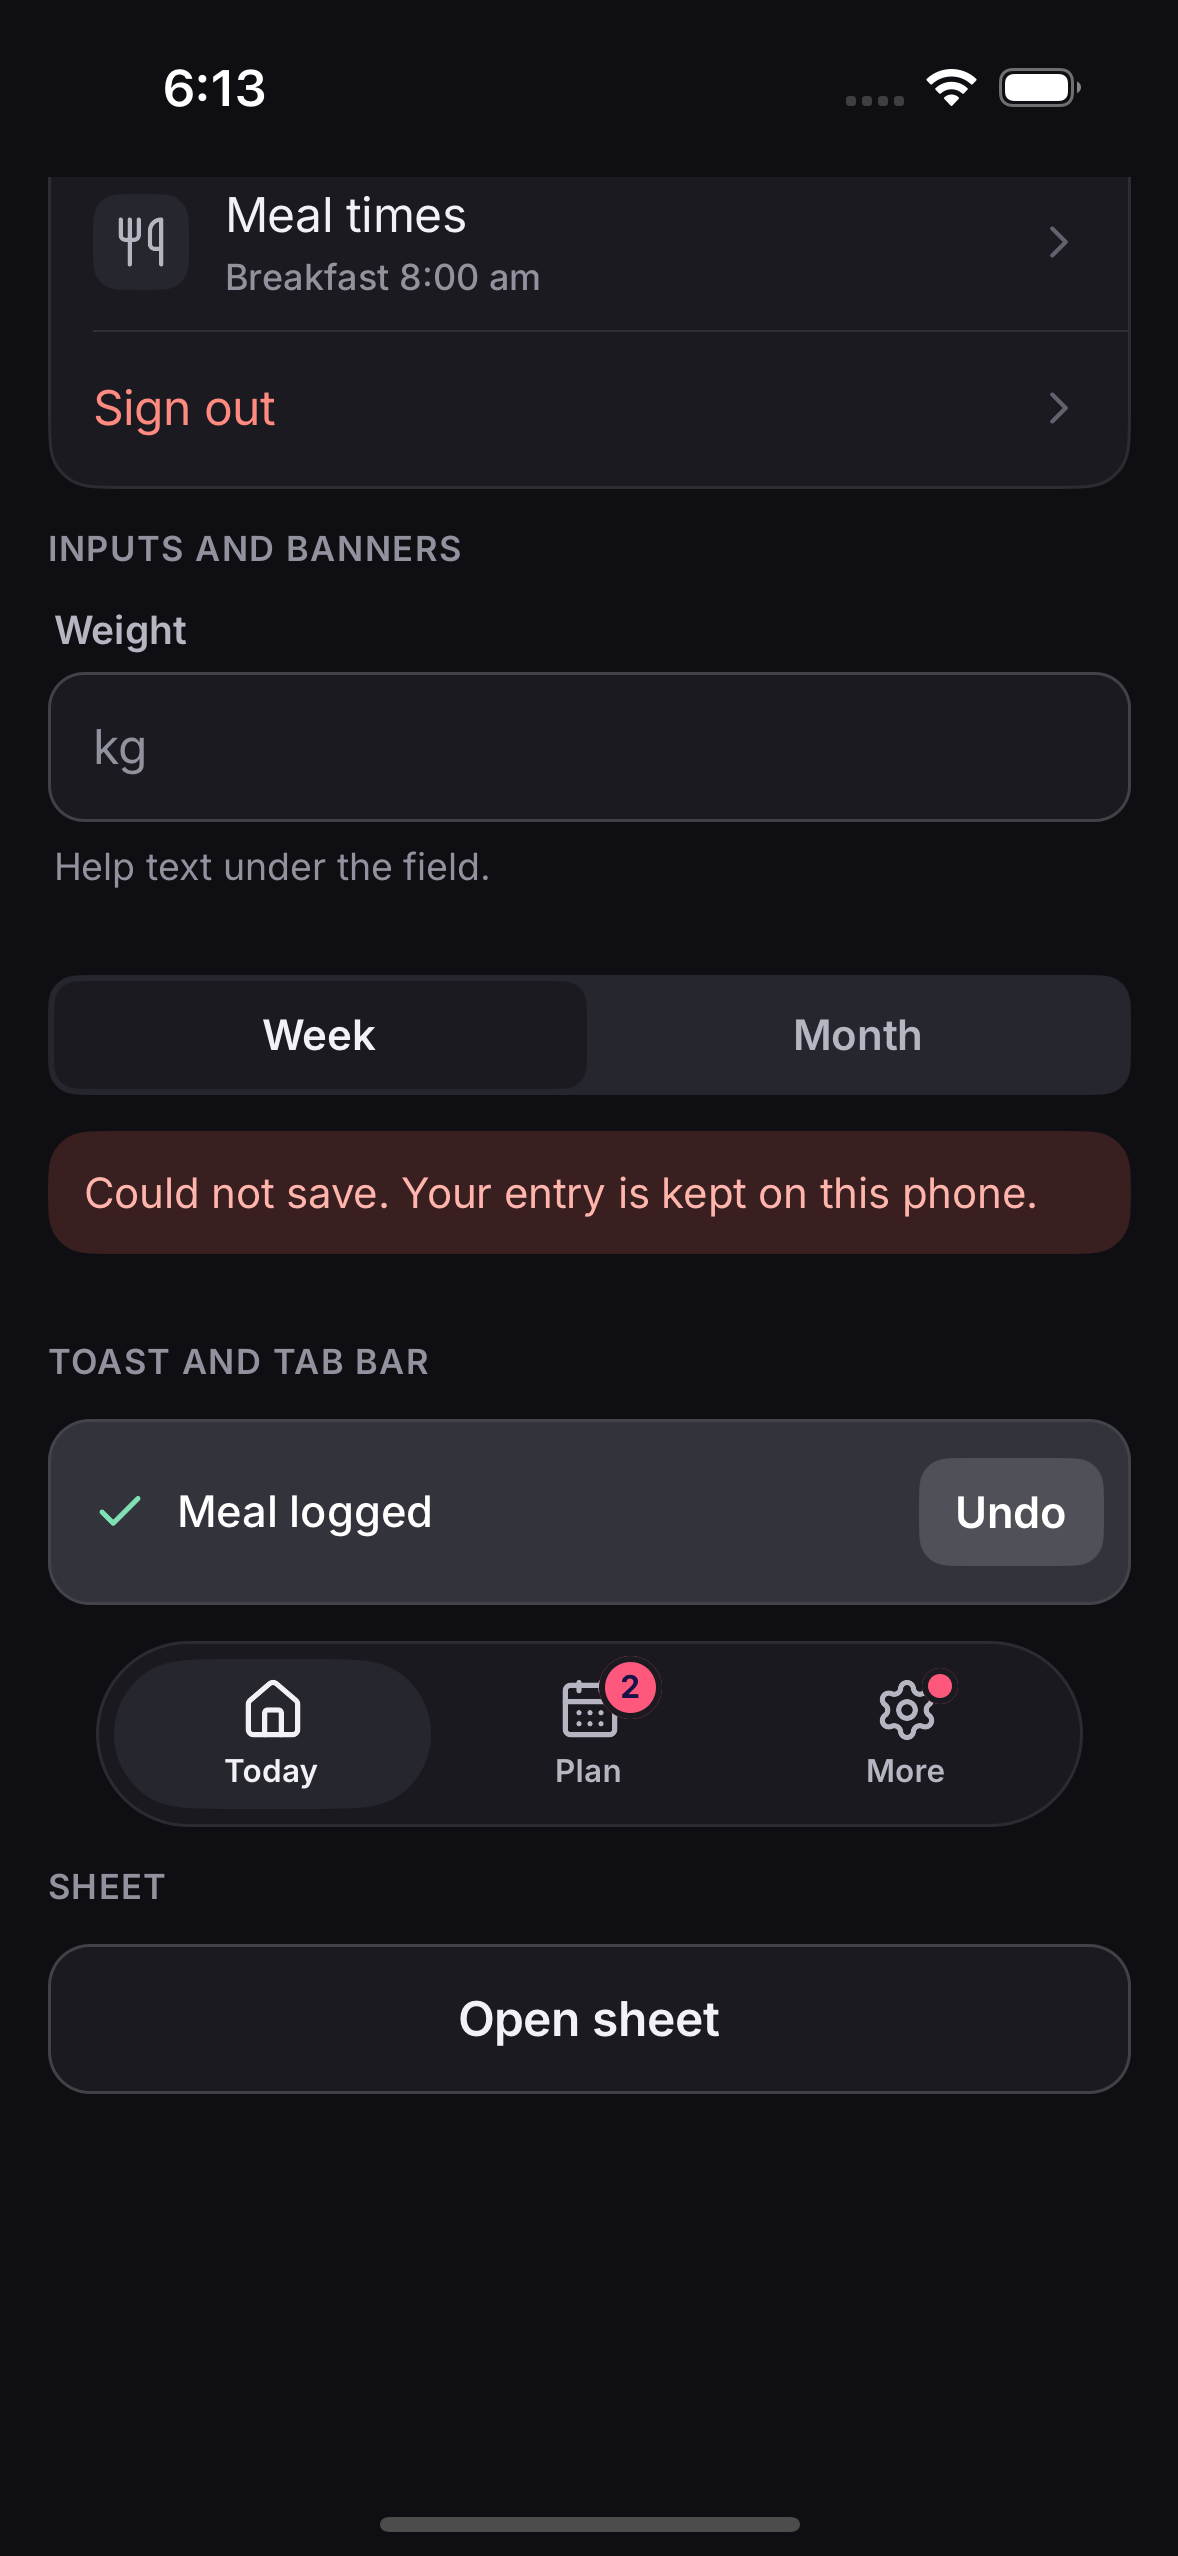 6:13
Meal times
Breakfast 8:00 am
Sign out
INPUTS AND BANNERS
Weight
kg
Help text under the field.
Week
Month
Could not save. Your entry is kept on this phone.
TOAST AND TAB BAR
Meal logged
Undo
2
Today
Plan
More
SHEET
Open sheet